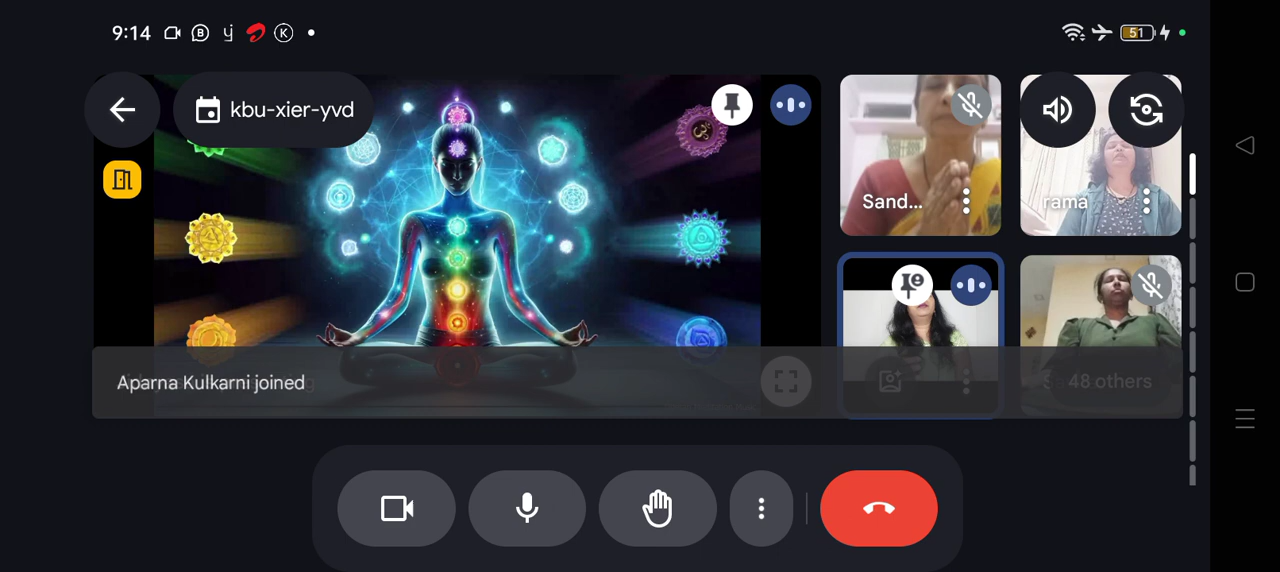 9:14
51
kbu-xier-yvd
Sand...
rama
Aparna Kulkarni joined
48 others